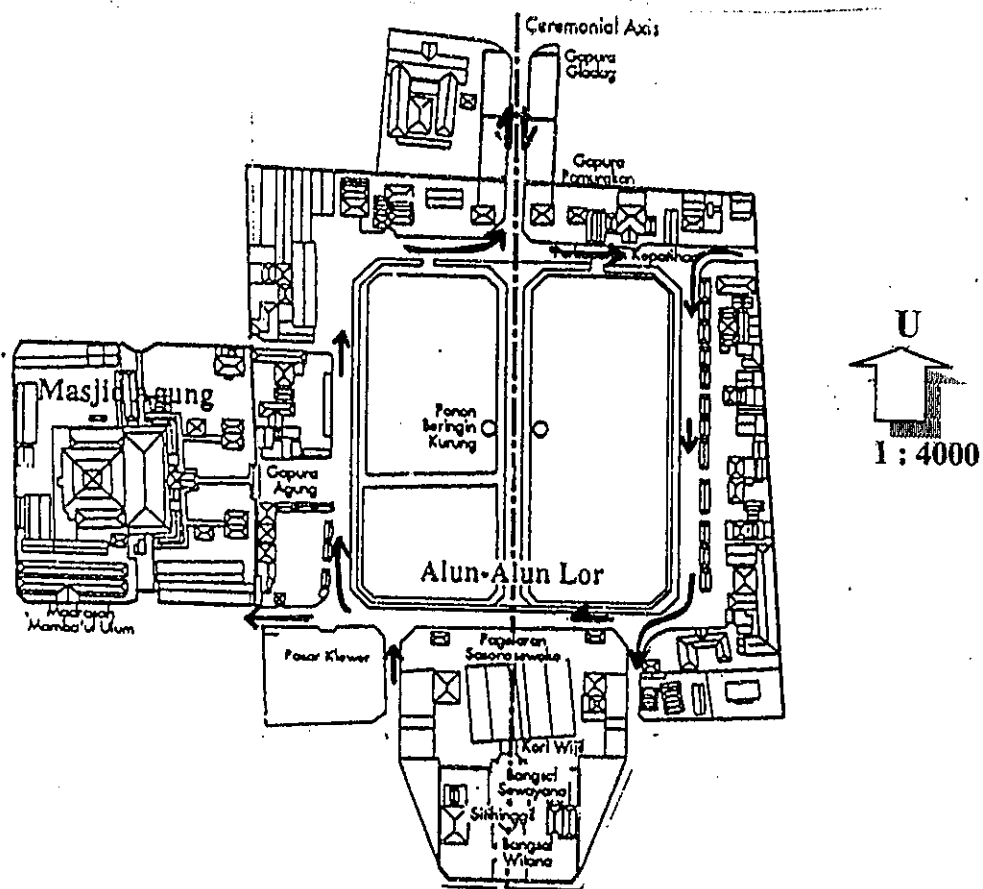 Ceremonial Axis
Gapura
Gladag
Gapura
Pamurakan
Kepatihan
U
1 : 4000
Masjid Agung
Ponon
Beringin
Kurung
Gapura
Agung
Alun-Alun Lor
Madrasah
Mamba'ul Ulum
Pasar Klewer
Pagelaran
Sasonosewoko
Kori Wijil
Bangsal
Sewayana
Sitihinggil
Bangsal
Witana